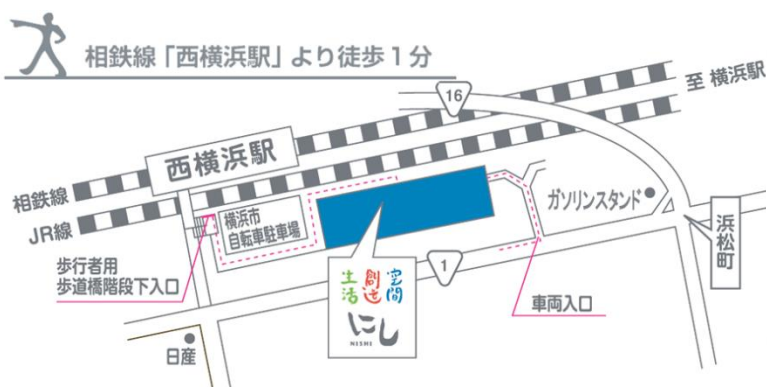 相鉄線「西横浜駅」より徒歩1分
16
至 横浜駅
西横浜駅
相鉄線
JR線
横浜市
自転車駐車場
ガソリンスタンド
浜松町
歩行者用
歩道橋階段下入口
1
生活
創造
空間
にし
NISHI
車両入口
日産